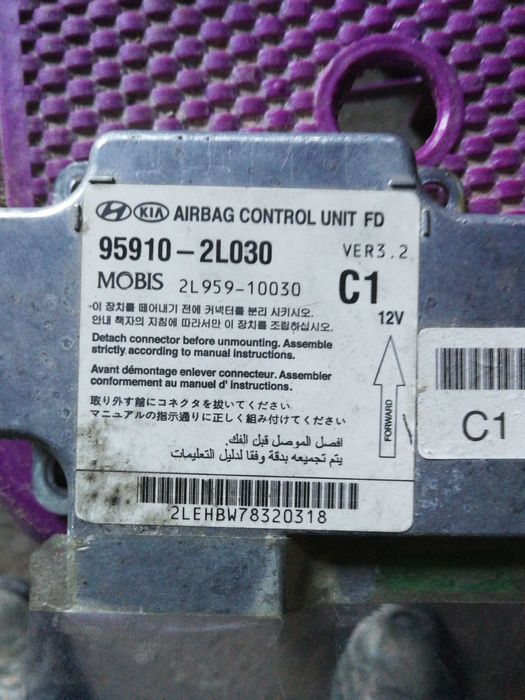 KIA AIRBAG CONTROL UNIT FD
95910-2L030 VER3.2
MOBIS 2L959-10030 C1
12V
이 장치를 떼어내기 전에 커넥터를 분리 시키시오.
안내 책자의 지침에 따라서만 이 장치를 조립하십시오.
Detach connector before unmounting. Assemble
strictly according to manual instructions.
Avant démontage enlever connecteur. Assembler
conformement au manuel d' instructions.
取り外す前にコネクタを抜いてください.
マニュアルの指示通りに正しく組み付けてください
افصل الموصل قبل الفك.
يتم تجميعه بدقة وفقا لدليل التعليمات
FORWARD
2LEHBW78320318
C1